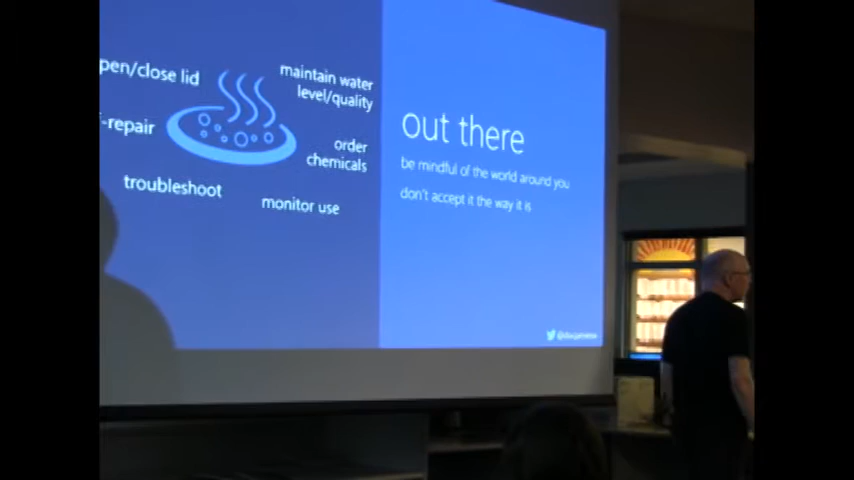 pen/close lid
maintain water
level/quality
-repair
order
chemicals
troubleshoot
monitor use
out there
be mindful of the world around you
don't accept it the way it is